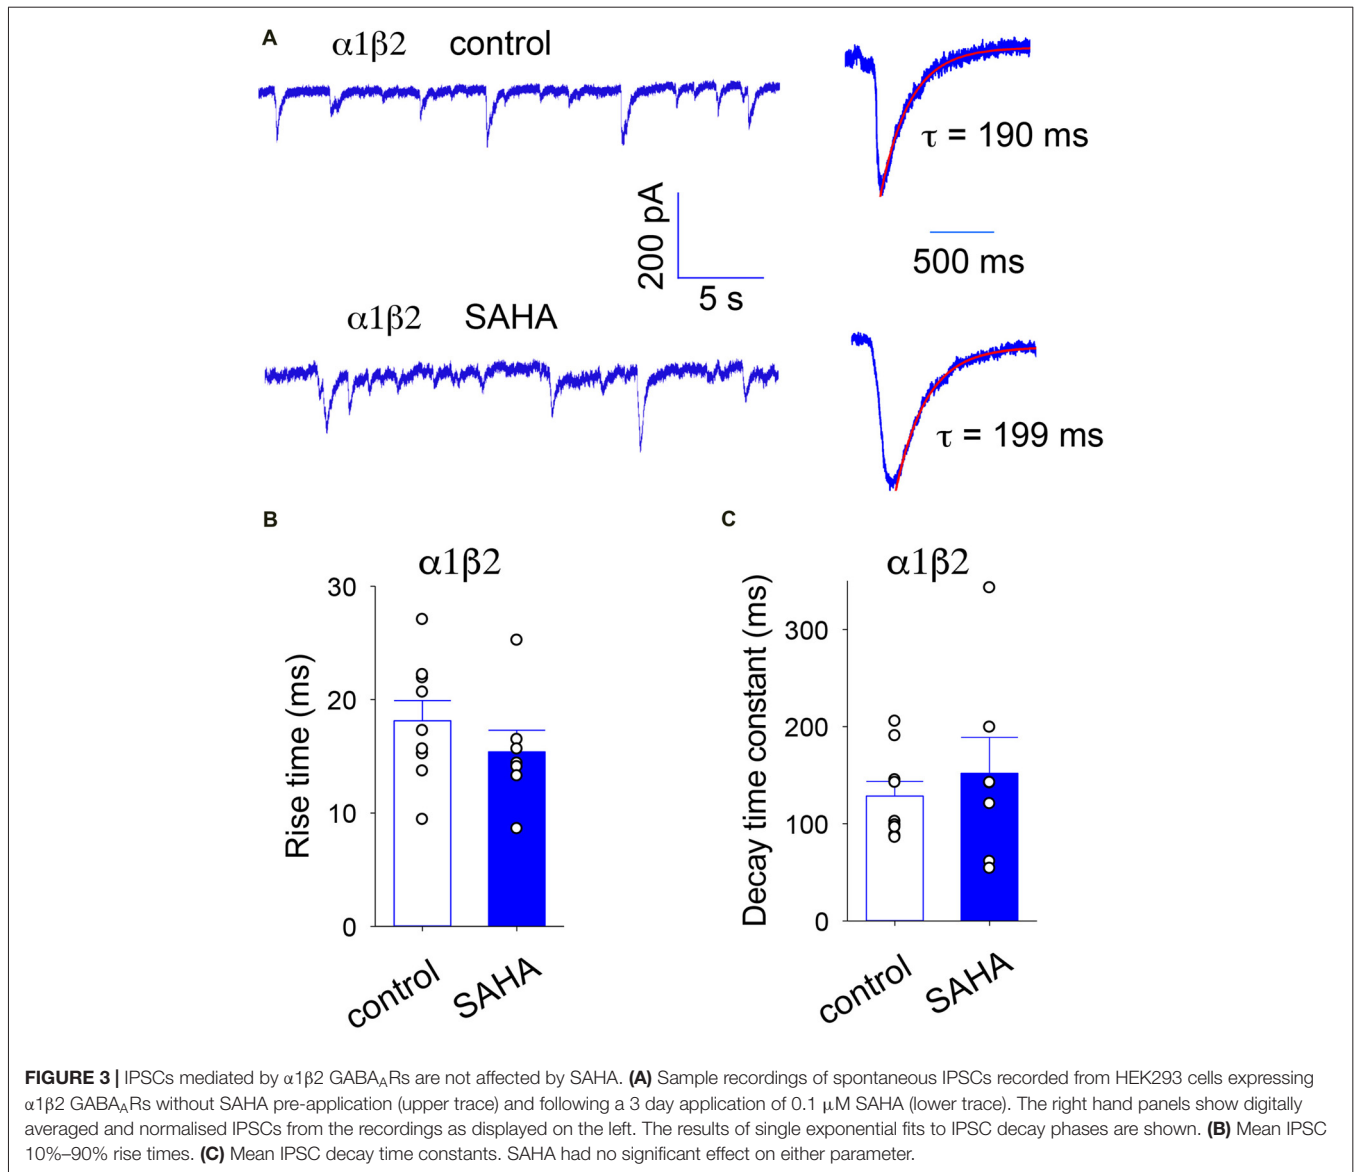 A
α1β2 control
τ = 190 ms
200 pA
5 s
500 ms
α1β2 SAHA
τ = 199 ms
B
α1β2
Rise time (ms)
30
20
10
0
control
SAHA
C
α1β2
Decay time constant (ms)
300
200
100
0
control
SAHA
FIGURE 3 | IPSCs mediated by α1β2 GABAARs are not affected by SAHA. (A) Sample recordings of spontaneous IPSCs recorded from HEK293 cells expressing
α1β2 GABAARs without SAHA pre-application (upper trace) and following a 3 day application of 0.1 μM SAHA (lower trace). The right hand panels show digitally
averaged and normalised IPSCs from the recordings as displayed on the left. The results of single exponential fits to IPSC decay phases are shown. (B) Mean IPSC
10%–90% rise times. (C) Mean IPSC decay time constants. SAHA had no significant effect on either parameter.